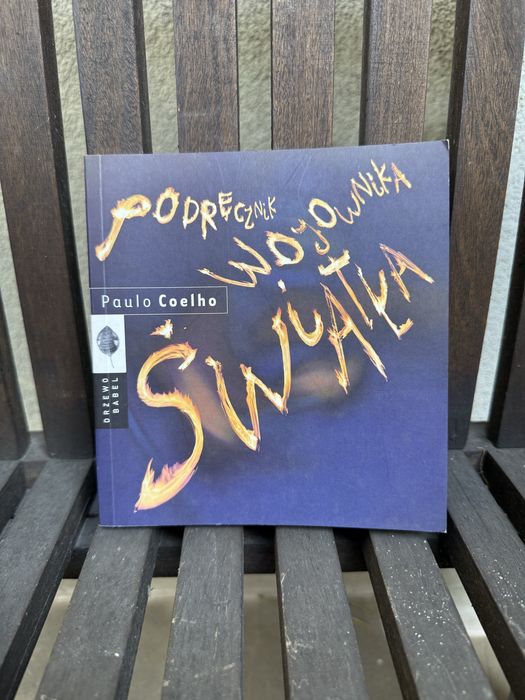 PODRĘCZNIK
WOJOWNIKA
ŚWIATŁA
Paulo Coelho
DRZEWO
BABEL